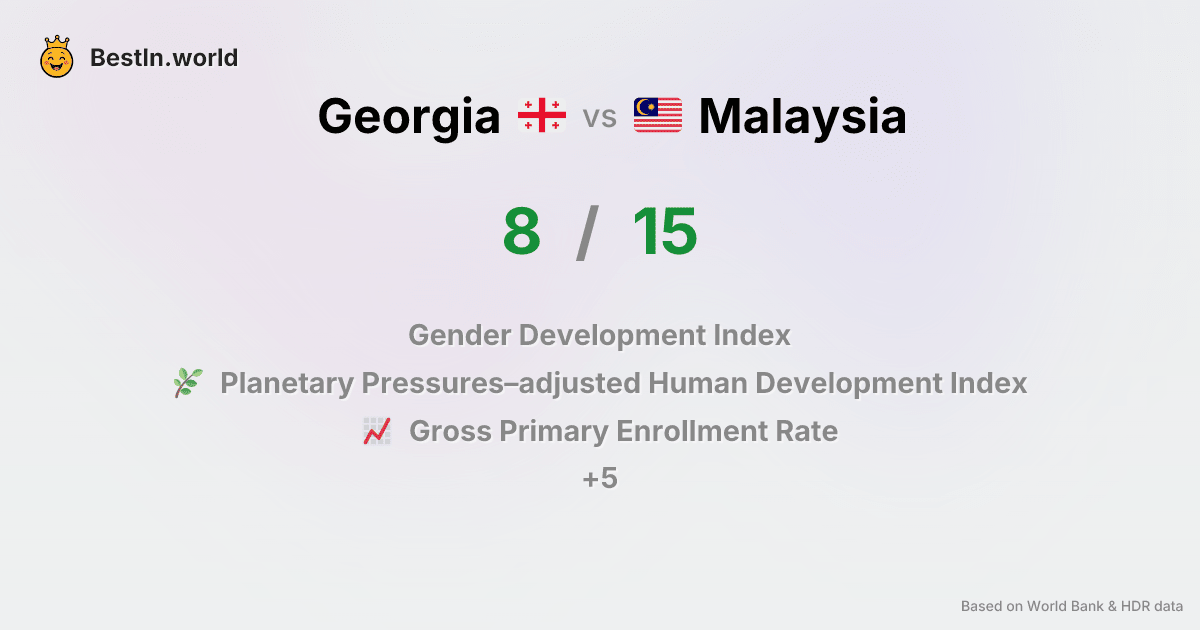 BestIn.world
Georgia vs Malaysia
8 / 15
Gender Development Index
Planetary Pressures–adjusted Human Development Index
Gross Primary Enrollment Rate
+5
Based on World Bank & HDR data